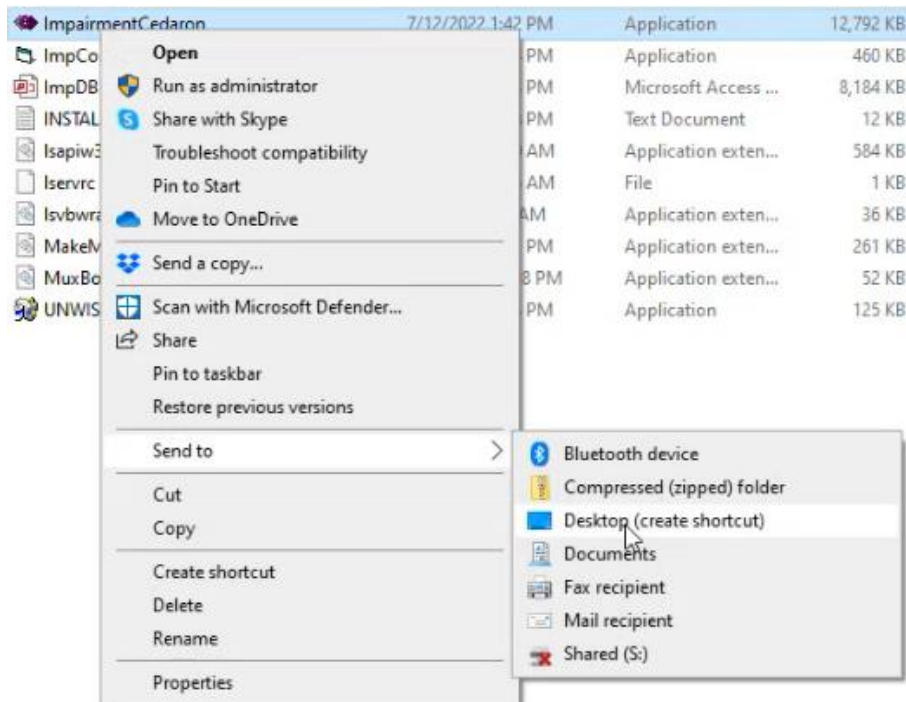 ImpairmentCedaron 7/12/2022 1:42 PM Application 12,792 KB
ImpCo PM Application 460 KB
ImpDB PM Microsoft Access ... 8,184 KB
INSTAL PM Text Document 12 KB
lsapiw3 AM Application exten... 584 KB
lservrc AM File 1 KB
lsvbwra AM Application exten... 36 KB
MakeM PM Application exten... 261 KB
MuxBo 8 PM Application exten... 52 KB
UNWIS PM Application 125 KB
Open
Run as administrator
Share with Skype
Troubleshoot compatibility
Pin to Start
Move to OneDrive
Send a copy...
Scan with Microsoft Defender...
Share
Pin to taskbar
Restore previous versions
Send to
Cut
Copy
Create shortcut
Delete
Rename
Properties
Bluetooth device
Compressed (zipped) folder
Desktop (create shortcut)
Documents
Fax recipient
Mail recipient
Shared (S:)